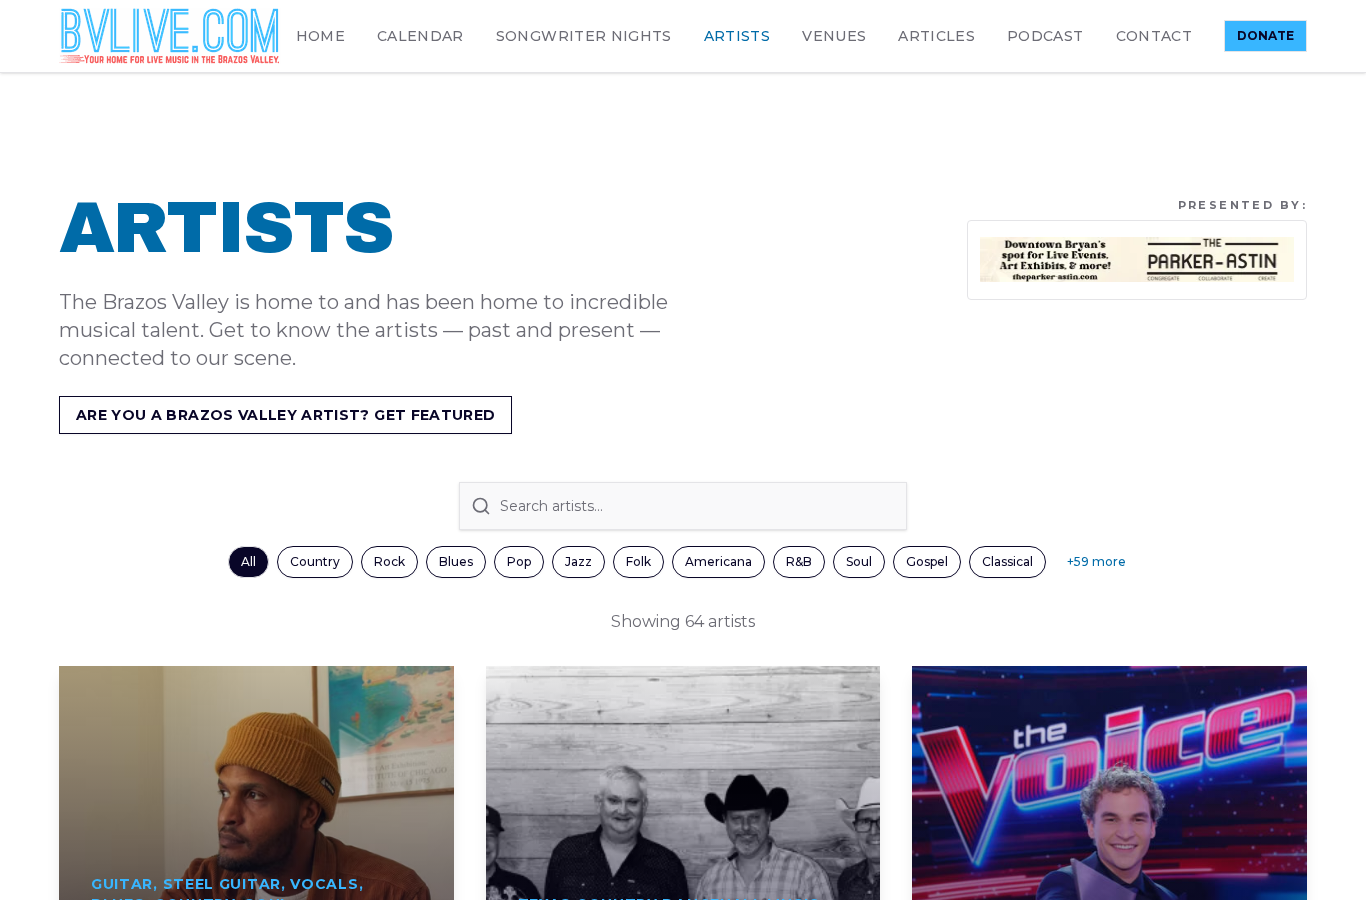 BVLIVE.COM
YOUR HOME FOR LIVE MUSIC IN THE BRAZOS VALLEY.
HOME
CALENDAR
SONGWRITER NIGHTS
ARTISTS
VENUES
ARTICLES
PODCAST
CONTACT
DONATE
ARTISTS
The Brazos Valley is home to and has been home to incredible
musical talent. Get to know the artists — past and present —
connected to our scene.
ARE YOU A BRAZOS VALLEY ARTIST? GET FEATURED
PRESENTED BY:
Downtown Bryan's
spot for Live Events,
Art Exhibits, & more!
theparker-astin.com
THE
PARKER-ASTIN
CONGREGATE COLLABORATE CREATE
Search artists...
All
Country
Rock
Blues
Pop
Jazz
Folk
Americana
R&B
Soul
Gospel
Classical
+59 more
Showing 64 artists
GUITAR, STEEL GUITAR, VOCALS,
the
Voice